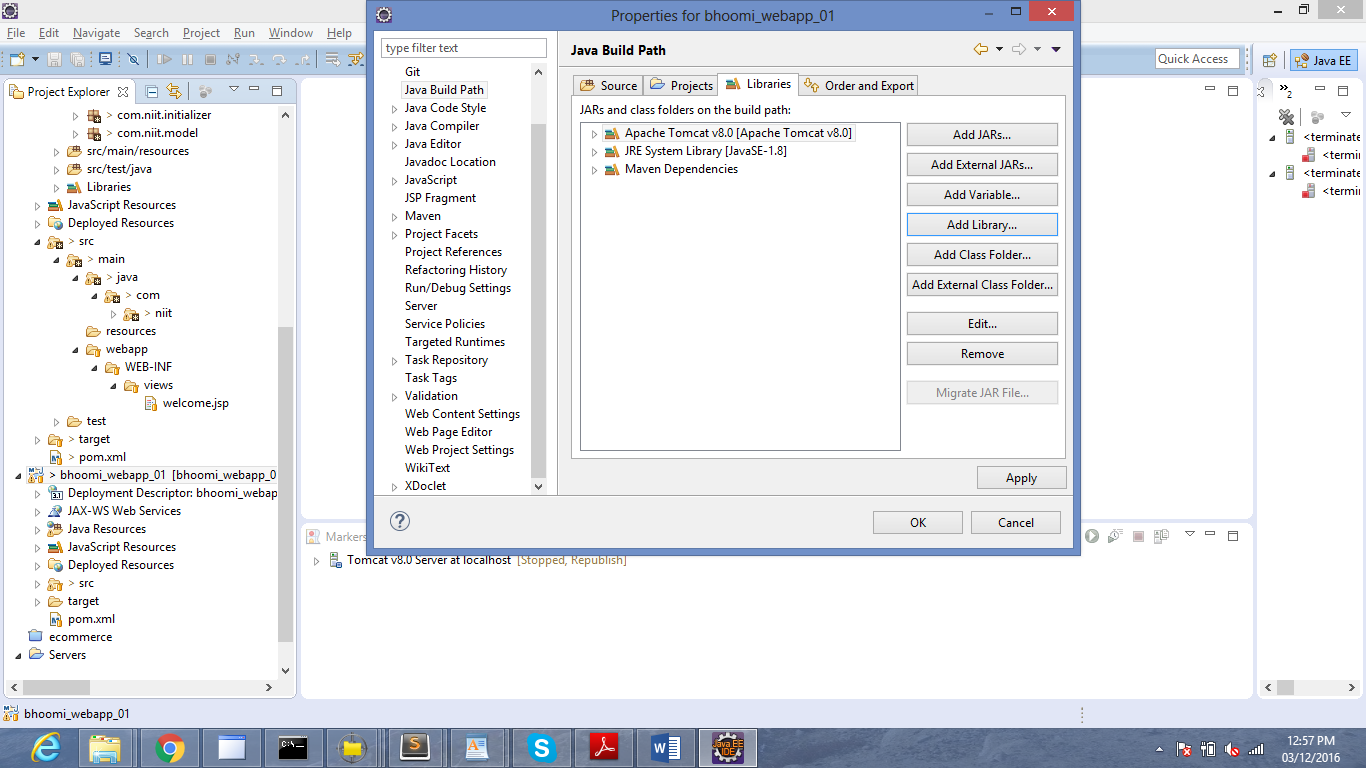 Properties for bhoomi_webapp_01
File Edit Navigate Search Project Run Window Help
Quick Access
Java EE
Project Explorer
> com.niit.initializer
> com.niit.model
src/main/resources
src/test/java
Libraries
JavaScript Resources
Deployed Resources
> src
> main
> java
> com
> niit
resources
webapp
WEB-INF
views
welcome.jsp
test
> target
> pom.xml
> bhoomi_webapp_01 [bhoomi_webapp_0
Deployment Descriptor: bhoomi_webap
JAX-WS Web Services
Java Resources
JavaScript Resources
Deployed Resources
> src
target
pom.xml
ecommerce
Servers
type filter text
Git
Java Build Path
Java Code Style
Java Compiler
Java Editor
Javadoc Location
JavaScript
JSP Fragment
Maven
Project Facets
Project References
Refactoring History
Run/Debug Settings
Server
Service Policies
Targeted Runtimes
Task Repository
Task Tags
Validation
Web Content Settings
Web Page Editor
Web Project Settings
WikiText
XDoclet
Java Build Path
Source Projects Libraries Order and Export
JARs and class folders on the build path:
Apache Tomcat v8.0 [Apache Tomcat v8.0]
JRE System Library [JavaSE-1.8]
Maven Dependencies
Add JARs...
Add External JARs...
Add Variable...
Add Library...
Add Class Folder...
Add External Class Folder...
Edit...
Remove
Migrate JAR File...
Apply
OK Cancel
2
<terminate
<termin
<terminate
<termin
Markers
Tomcat v8.0 Server at localhost [Stopped, Republish]
bhoomi_webapp_01
Java EE
IDE
12:57 PM
03/12/2016